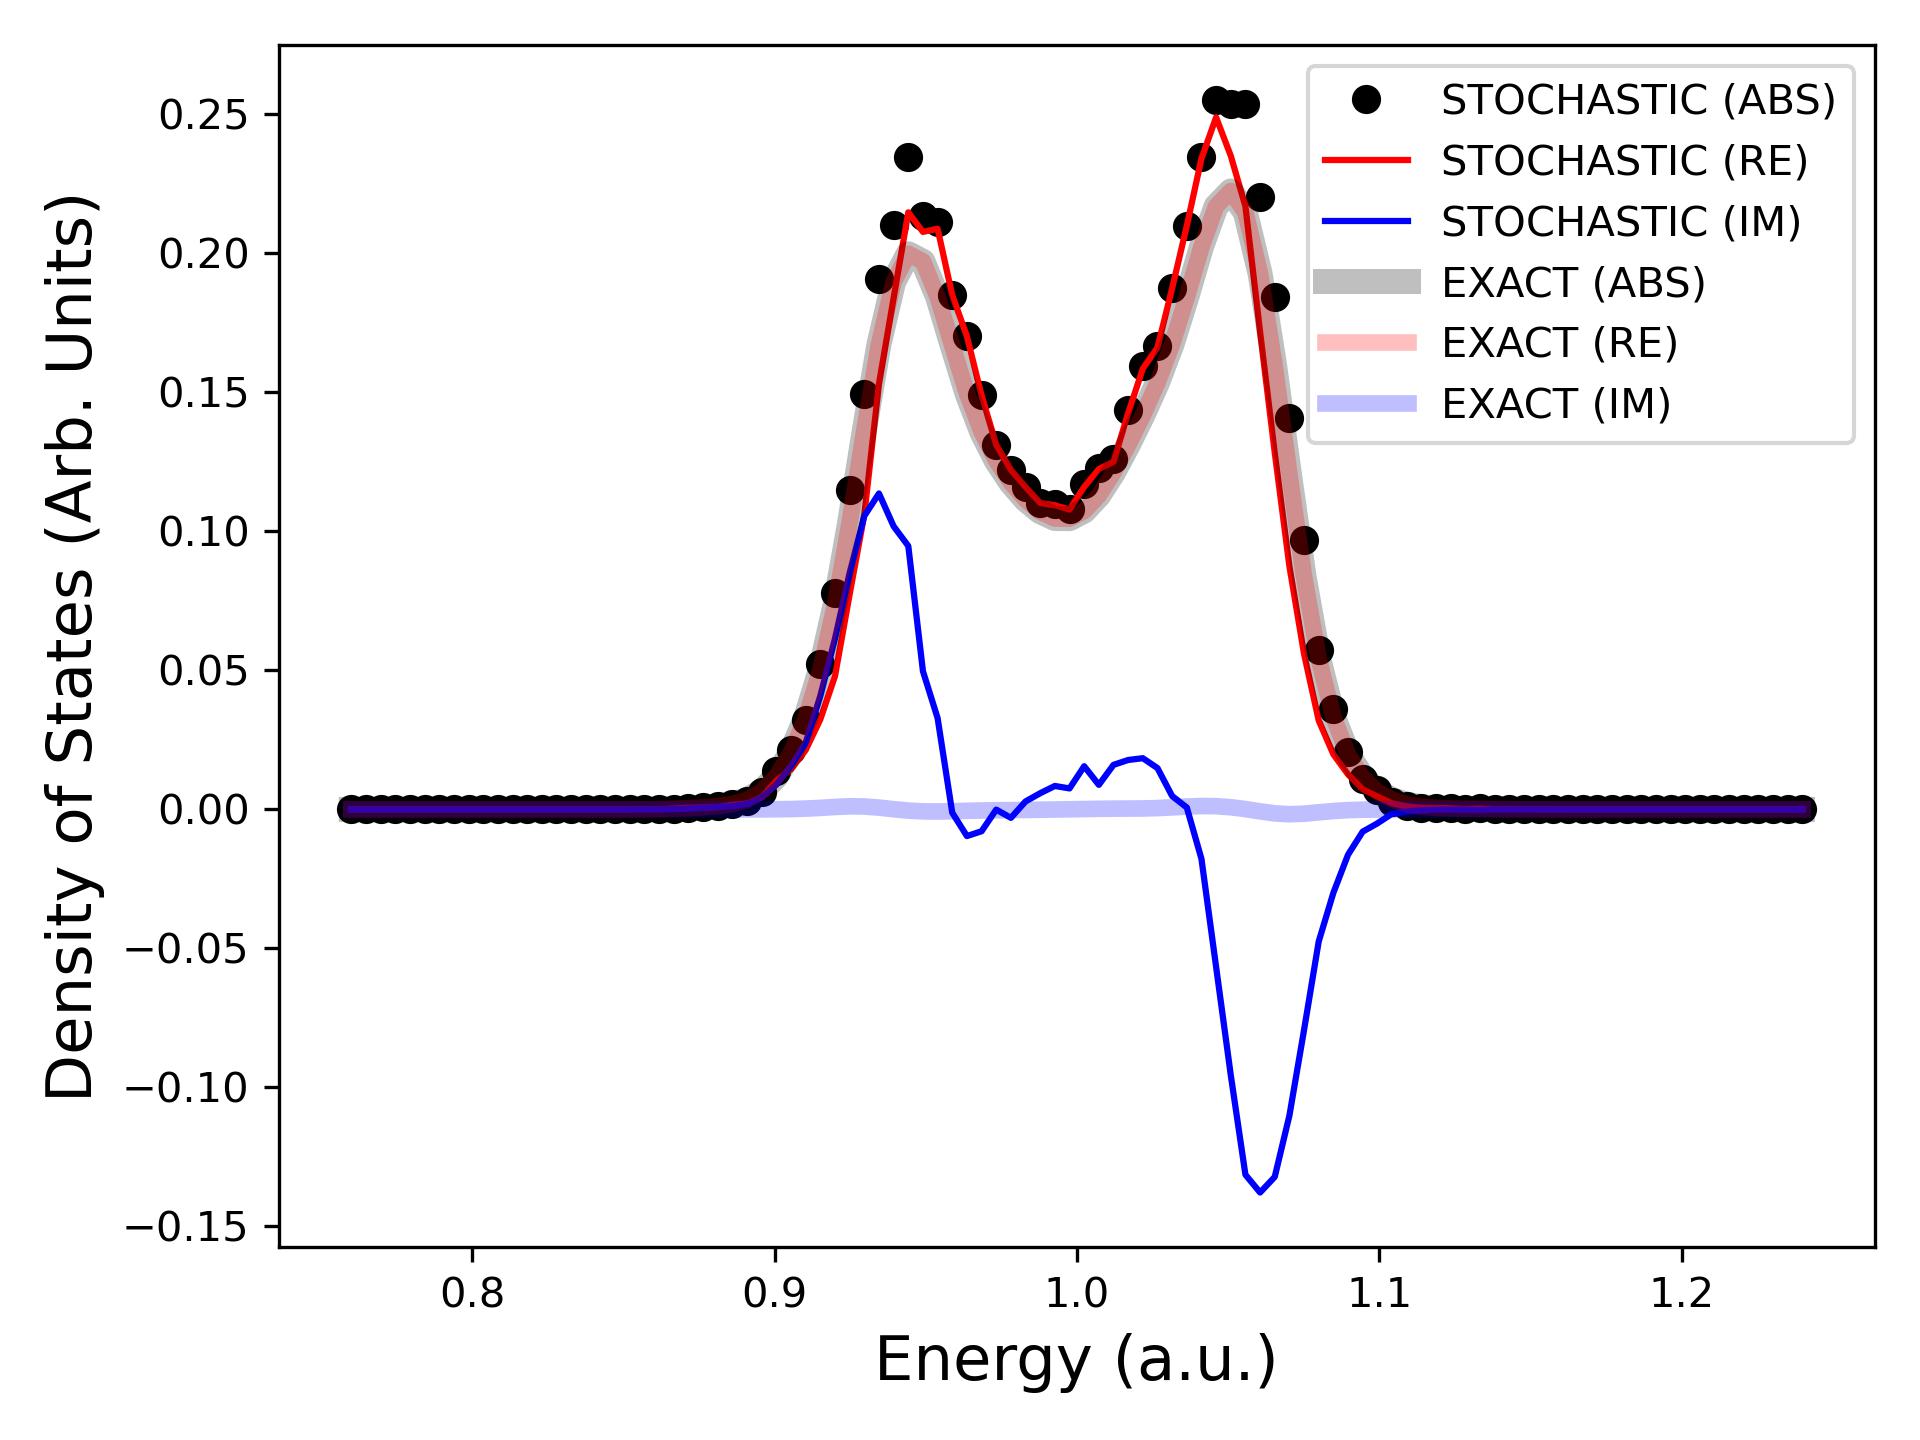 Density of States (Arb. Units)
0.25
0.20
0.15
0.10
0.05
0.00
−0.05
−0.10
−0.15
STOCHASTIC (ABS)
STOCHASTIC (RE)
STOCHASTIC (IM)
EXACT (ABS)
EXACT (RE)
EXACT (IM)
0.8 0.9 1.0 1.1 1.2
Energy (a.u.)